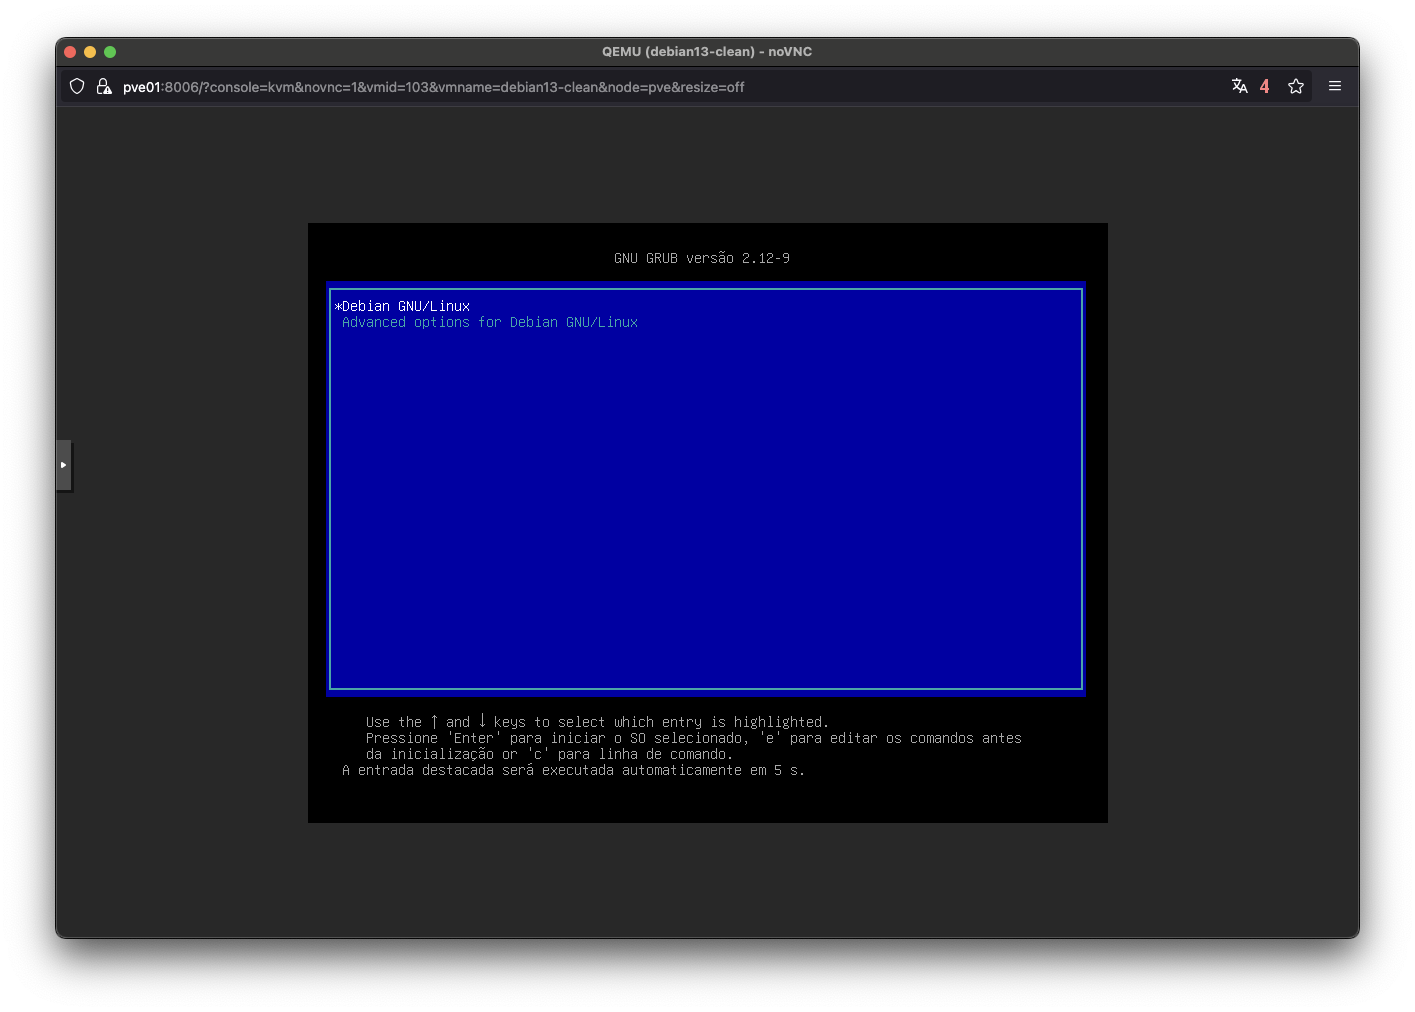 QEMU (debian13-clean) - noVNC
pve01:8006/?console=kvm&novnc=1&vmid=103&vmname=debian13-clean&node=pve&resize=off
4
GNU GRUB versão 2.12-9
*Debian GNU/Linux
Advanced options for Debian GNU/Linux
Use the ↑ and ↓ keys to select which entry is highlighted.
Pressione 'Enter' para iniciar o SO selecionado, 'e' para editar os comandos antes
da inicialização or 'c' para linha de comando.
A entrada destacada será executada automaticamente em 5 s.